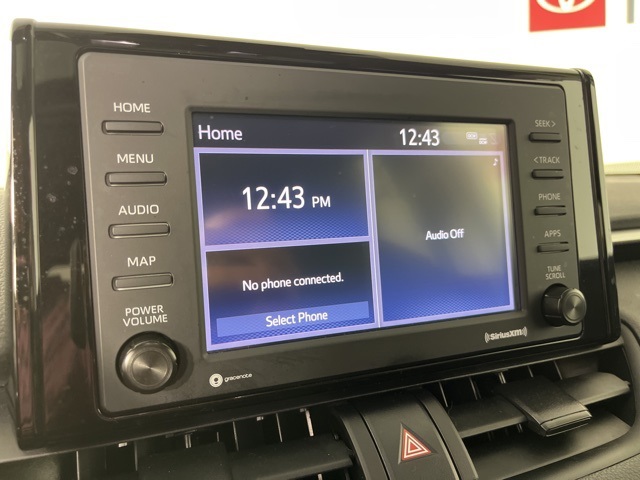 HOME
MENU
AUDIO
MAP
POWER
VOLUME
Home
12:43
12:43 PM
No phone connected.
Select Phone
Audio Off
SEEK >
< TRACK
PHONE
APPS
TUNE
SCROLL
gracenote
SiriusXM